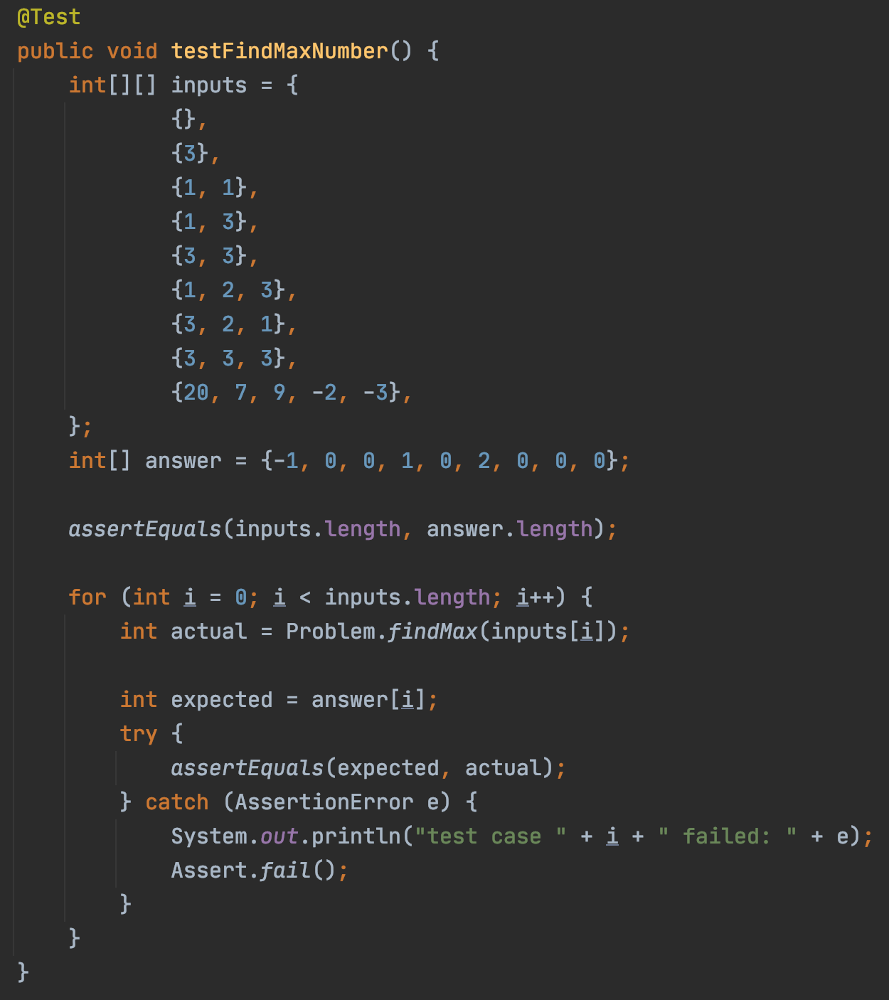 @Test
public void testFindMaxNumber() {
    int[][] inputs = {
            {},
            {3},
            {1, 1},
            {1, 3},
            {3, 3},
            {1, 2, 3},
            {3, 2, 1},
            {3, 3, 3},
            {20, 7, 9, -2, -3},
    };
    int[] answer = {-1, 0, 0, 1, 0, 2, 0, 0, 0};
    assertEquals(inputs.length, answer.length);
    for (int i = 0; i < inputs.length; i++) {
        int actual = Problem.findMax(inputs[i]);
        int expected = answer[i];
        try {
            assertEquals(expected, actual);
        } catch (AssertionError e) {
            System.out.println("test case " + i + " failed: " + e);
            Assert.fail();
        }
    }
}